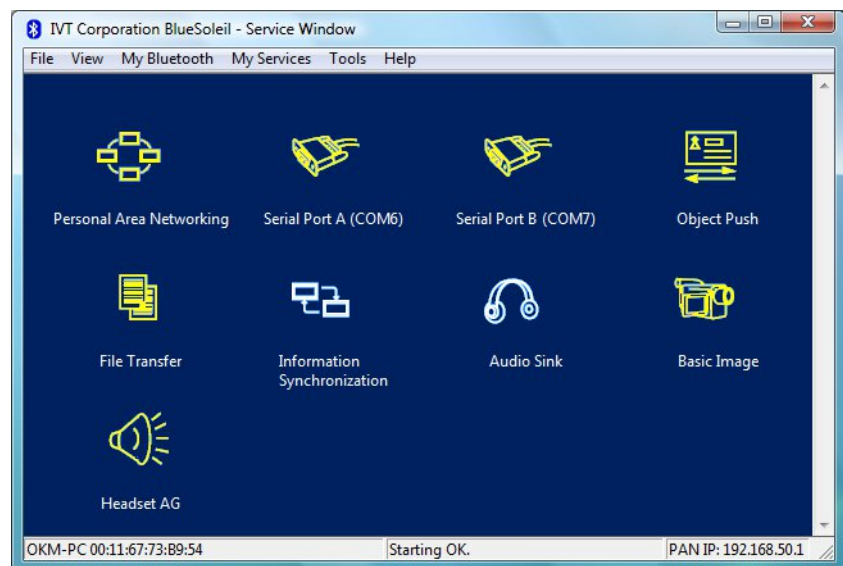 IVT Corporation BlueSoleil - Service Window
File View My Bluetooth My Services Tools Help
Personal Area Networking
Serial Port A (COM6)
Serial Port B (COM7)
Object Push
File Transfer
Information
Synchronization
Audio Sink
Basic Image
Headset AG
OKM-PC 00:11:67:73:B9:54
Starting OK.
PAN IP: 192.168.50.1